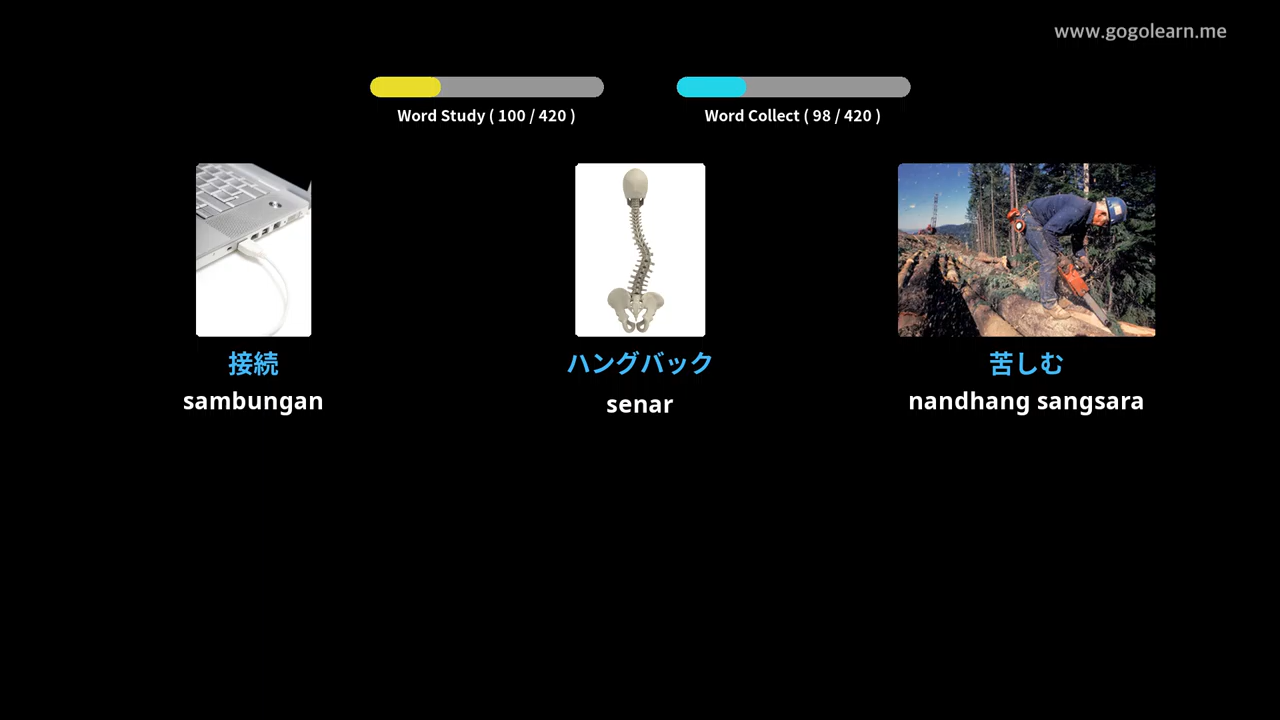 www.gogolearn.me
Word Study ( 100 / 420 )
Word Collect ( 98 / 420 )
接続
ハングバック
苦しむ
sambungan
senar
nandhang sangsara